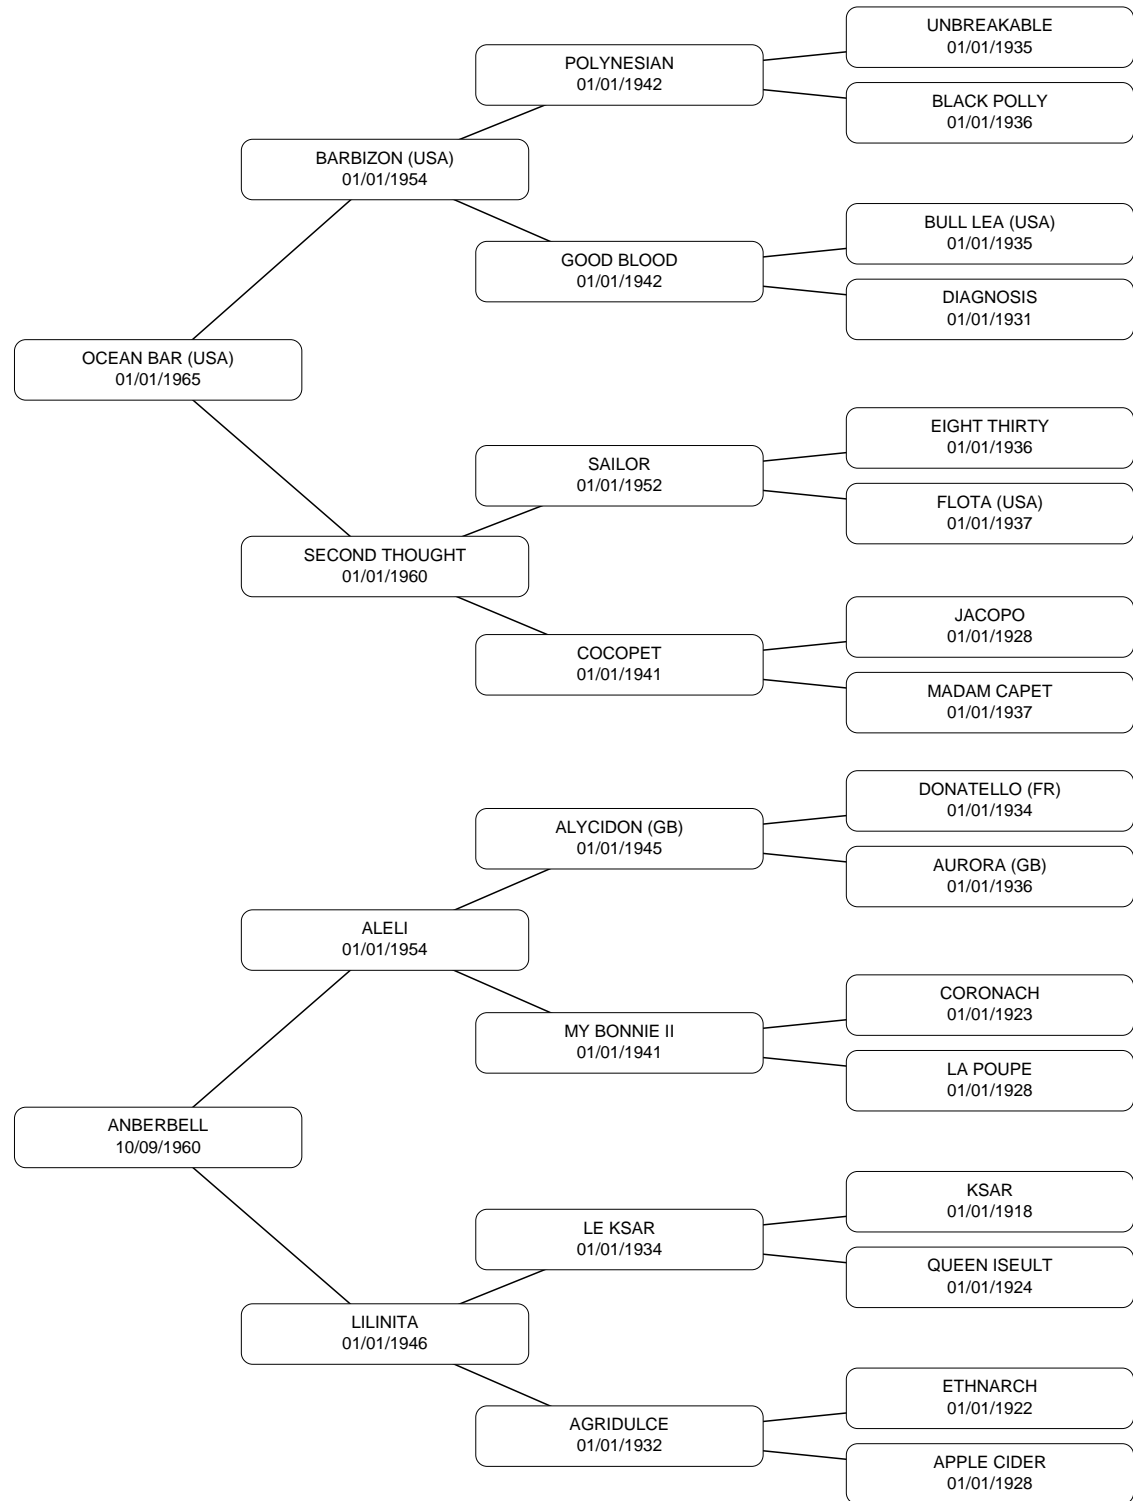 UNBREAKABLE
01/01/1935
POLYNESIAN
01/01/1942
BLACK POLLY
01/01/1936
BARBIZON (USA)
01/01/1954
BULL LEA (USA)
01/01/1935
GOOD BLOOD
01/01/1942
DIAGNOSIS
01/01/1931
OCEAN BAR (USA)
01/01/1965
EIGHT THIRTY
01/01/1936
SAILOR
01/01/1952
FLOTA (USA)
01/01/1937
SECOND THOUGHT
01/01/1960
JACOPO
01/01/1928
COCOPET
01/01/1941
MADAM CAPET
01/01/1937
DONATELLO (FR)
01/01/1934
ALYCIDON (GB)
01/01/1945
AURORA (GB)
01/01/1936
ALELI
01/01/1954
CORONACH
01/01/1923
MY BONNIE II
01/01/1941
LA POUPE
01/01/1928
ANBERBELL
10/09/1960
KSAR
01/01/1918
LE KSAR
01/01/1934
QUEEN ISEULT
01/01/1924
LILINITA
01/01/1946
ETHNARCH
01/01/1922
AGRIDULCE
01/01/1932
APPLE CIDER
01/01/1928